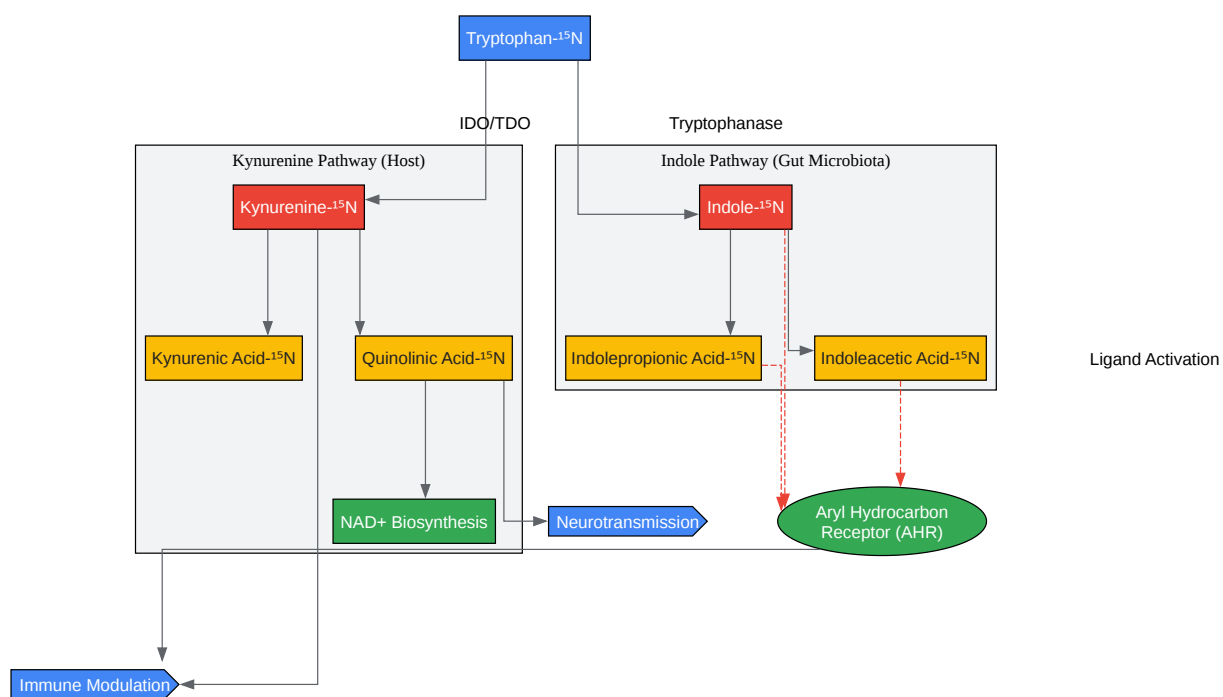 Tryptophan-¹⁵N
IDO/TDO
Tryptophanase
Kynurenine Pathway (Host)
Indole Pathway (Gut Microbiota)
Kynurenine-¹⁵N
Indole-¹⁵N
Kynurenic Acid-¹⁵N
Quinolinic Acid-¹⁵N
Indolepropionic Acid-¹⁵N
Indoleacetic Acid-¹⁵N
Ligand Activation
NAD+ Biosynthesis
Neurotransmission
Aryl Hydrocarbon
Receptor (AHR)
Immune Modulation